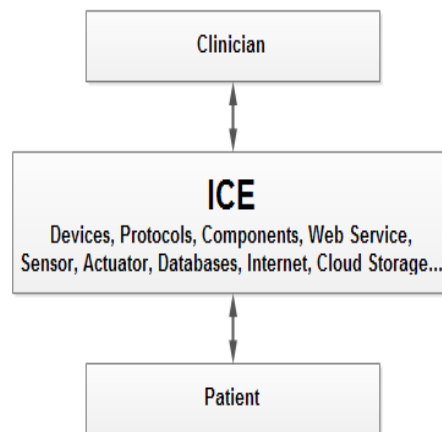 Clinician
ICE
Devices, Protocols, Components, Web Service,
Sensor, Actuator, Databases, Internet, Cloud Storage...
Patient